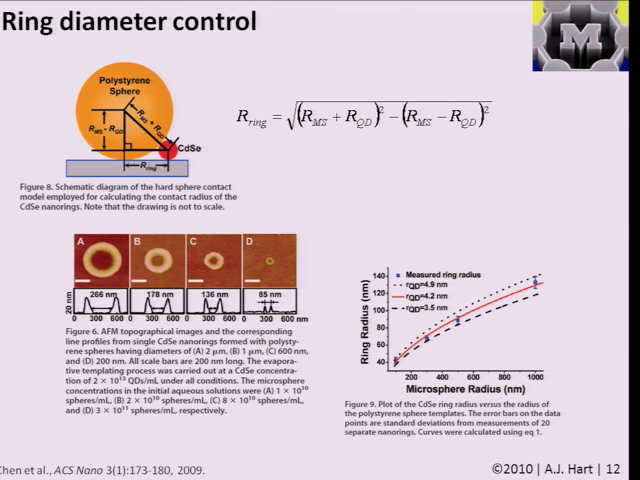 Ring diameter control
M
Polystyrene
Sphere
R_MS + R_QD
R_MS - R_QD
CdSe
R_ring
R_ring = √((R_MS + R_QD)² − (R_MS − R_QD)²)
Figure 8. Schematic diagram of the hard sphere contact
model employed for calculating the contact radius of the
CdSe nanorings. Note that the drawing is not to scale.
A B C D
20 nm
266 nm 178 nm 136 nm 85 nm
0 300 600 0 300 600 0 300 600 0 300 600 nm
Figure 6. AFM topographical images and the corresponding
line profiles from single CdSe nanorings formed with polysty-
rene spheres having diameters of (A) 2 μm, (B) 1 μm, (C) 600 nm,
and (D) 200 nm. All scale bars are 200 nm long. The evapora-
tive templating process was carried out at a CdSe concentra-
tion of 2 × 10¹³ QDs/mL under all conditions. The microsphere
concentrations in the initial aqueous solutions were (A) 1 × 10¹⁰
spheres/mL, (B) 2 × 10¹⁰ spheres/mL, (C) 8 × 10¹⁰ spheres/mL,
and (D) 3 × 10¹¹ spheres/mL, respectively.
Ring Radius (nm)
140
120
100
80
60
40
Measured ring radius
r_QD=4.9 nm
r_QD=4.2 nm
r_QD=3.5 nm
200 400 600 800 1000
Microsphere Radius (nm)
Figure 9. Plot of the CdSe ring radius versus the radius of
the polystyrene sphere templates. The error bars on the data
points are standard deviations from measurements of 20
separate nanorings. Curves were calculated using eq 1.
Chen et al., ACS Nano 3(1):173-180, 2009.
©2010 | A.J. Hart | 12